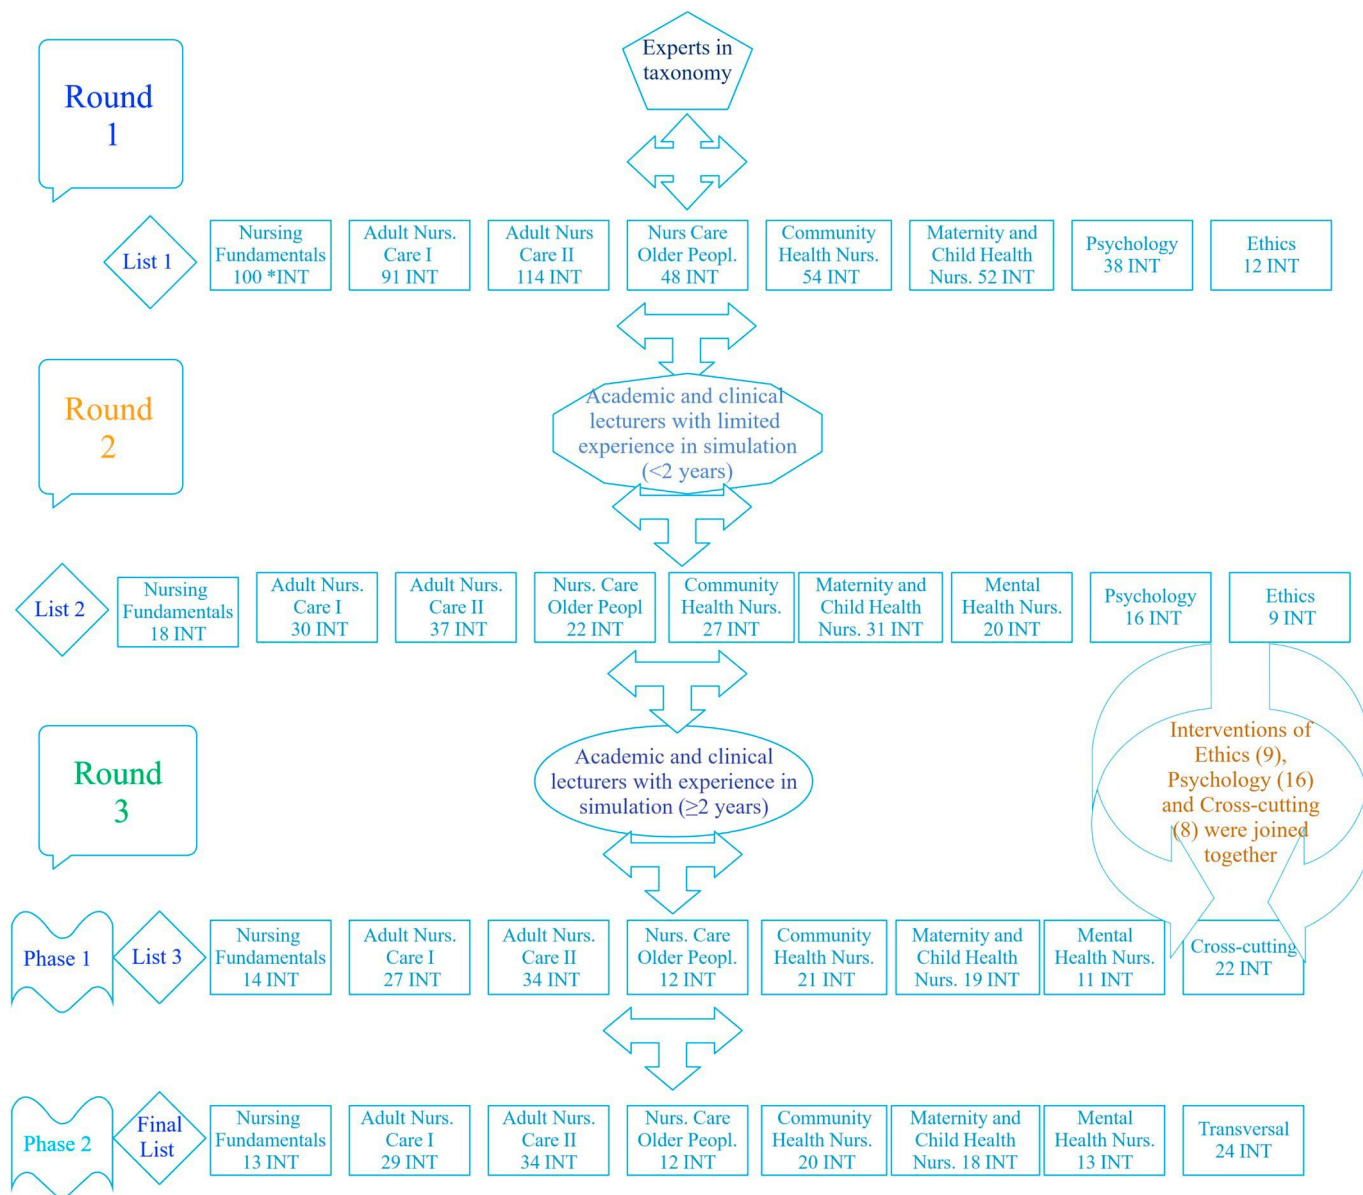 Experts in
taxonomy
Round
1
List 1
Nursing
Fundamentals
100 *INT
Adult Nurs.
Care I
91 INT
Adult Nurs
Care II
114 INT
Nurs Care
Older Peopl.
48 INT
Community
Health Nurs.
54 INT
Maternity and
Child Health
Nurs. 52 INT
Psychology
38 INT
Ethics
12 INT
Round
2
Academic and clinical
lecturers with limited
experience in simulation
(<2 years)
List 2
Nursing
Fundamentals
18 INT
Adult Nurs.
Care I
30 INT
Adult Nurs.
Care II
37 INT
Nurs. Care
Older Peopl
22 INT
Community
Health Nurs.
27 INT
Maternity and
Child Health
Nurs. 31 INT
Mental
Health Nurs.
20 INT
Psychology
16 INT
Ethics
9 INT
Round
3
Academic and clinical
lecturers with experience in
simulation (≥2 years)
Interventions of
Ethics (9),
Psychology (16)
and Cross-cutting
(8) were joined
together
Phase 1
List 3
Nursing
Fundamentals
14 INT
Adult Nurs.
Care I
27 INT
Adult Nurs.
Care II
34 INT
Nurs. Care
Older Peopl.
12 INT
Community
Health Nurs.
21 INT
Maternity and
Child Health
Nurs. 19 INT
Mental
Health Nurs.
11 INT
Cross-cutting
22 INT
Phase 2
Final
List
Nursing
Fundamentals
13 INT
Adult Nurs.
Care I
29 INT
Adult Nurs.
Care II
34 INT
Nurs. Care
Older Peopl.
12 INT
Community
Health Nurs.
20 INT
Maternity and
Child Health
Nurs. 18 INT
Mental
Health Nurs.
13 INT
Transversal
24 INT